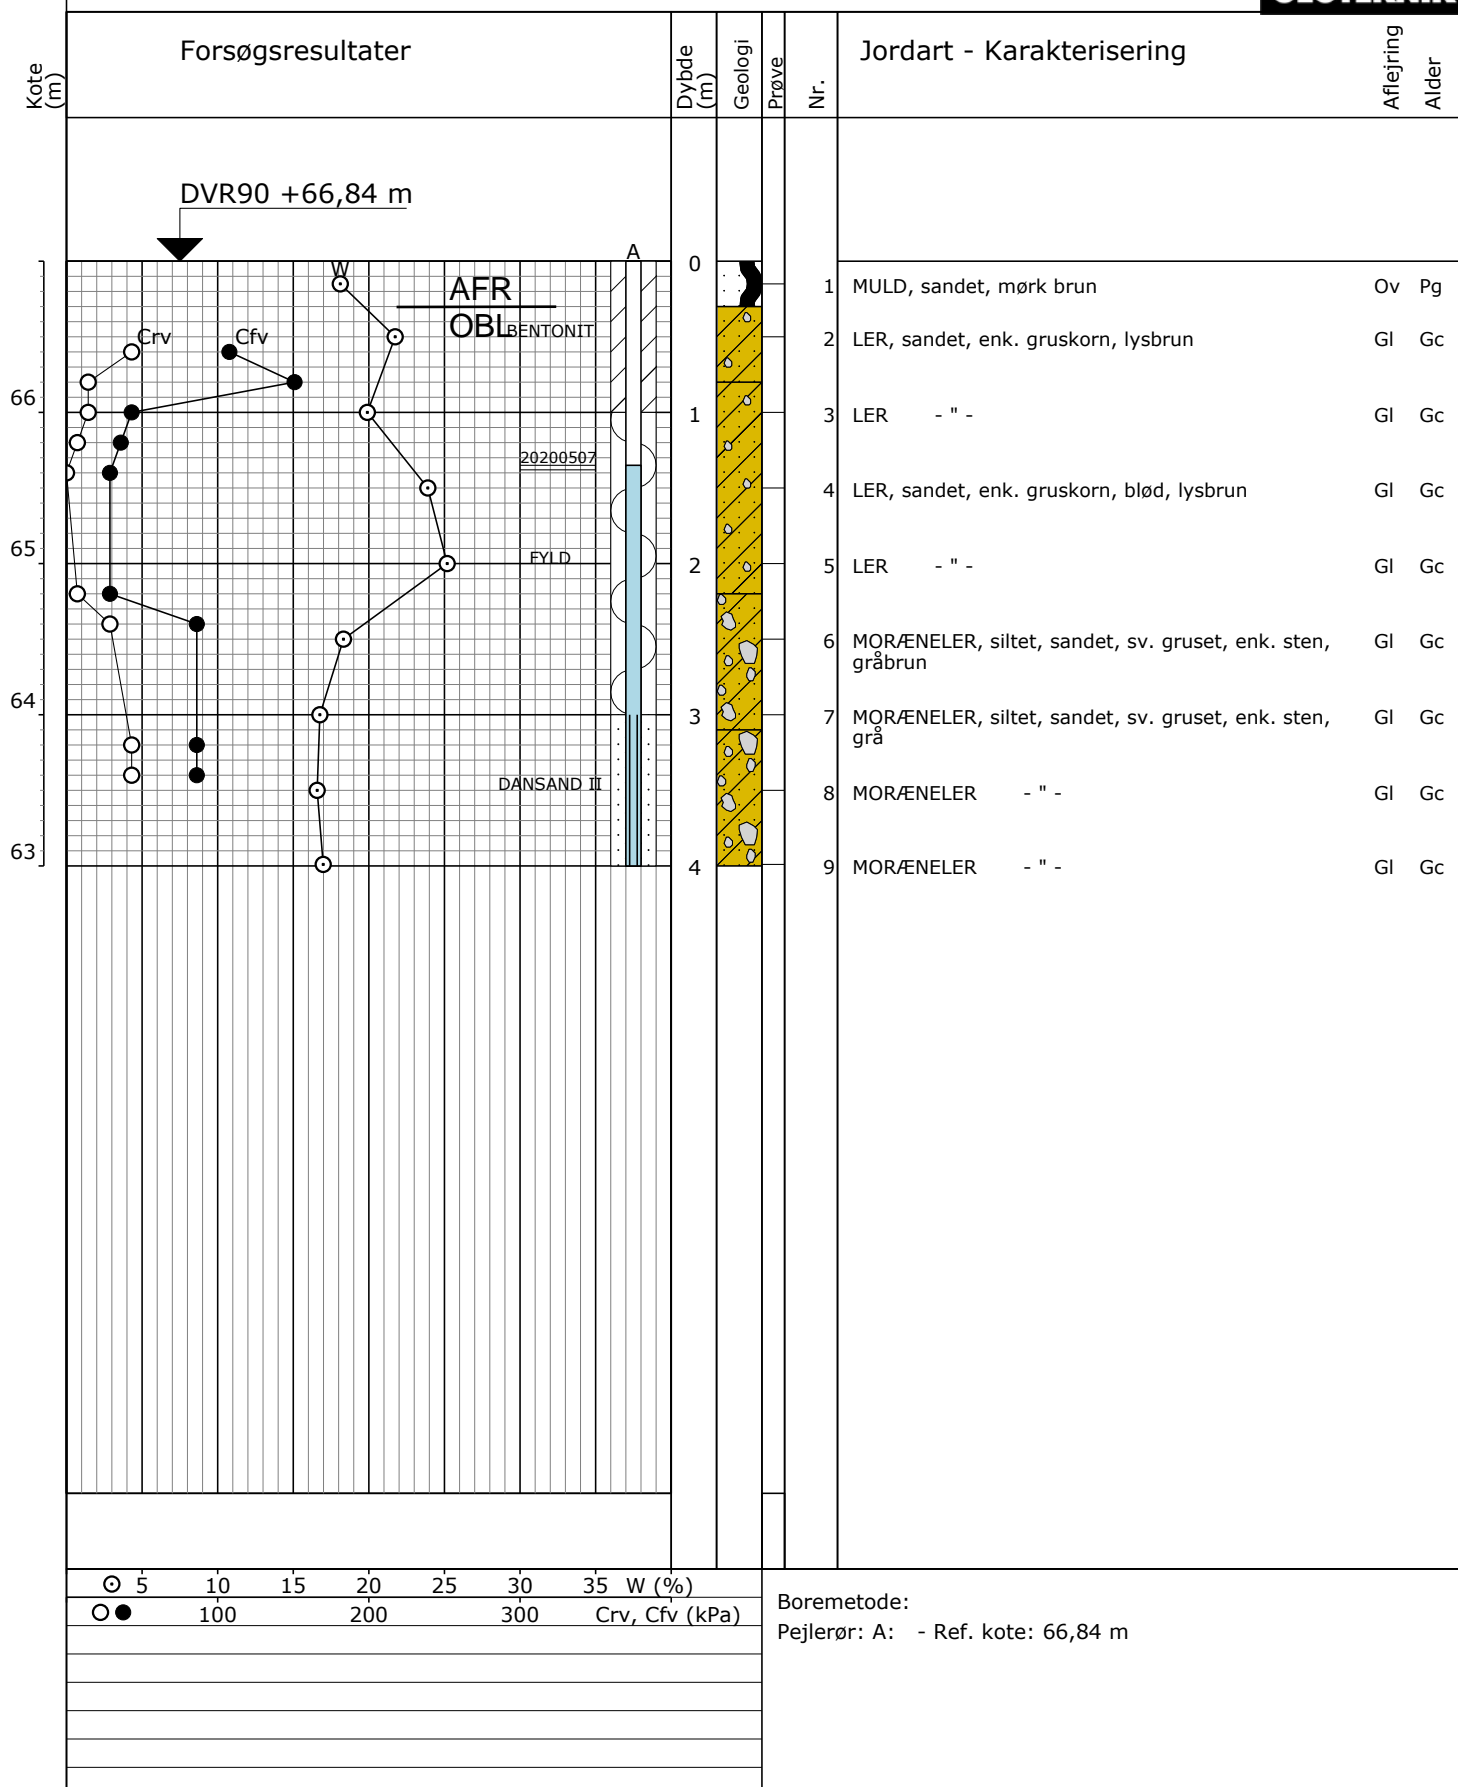 Kote (m)
Forsøgsresultater
Dybde (m)
Geologi
Prøve
Nr.
Jordart - Karakterisering
Aflejring
Alder
DVR90 +66,84 m
A
W
0
AFR
OBL
BENTONIT
1 MULD, sandet, mørk brun Ov Pg
Crv
Cfv
2 LER, sandet, enk. gruskorn, lysbrun Gl Gc
66
1
3 LER - " - Gl Gc
20200507
4 LER, sandet, enk. gruskorn, blød, lysbrun Gl Gc
65
FYLD
2
5 LER - " - Gl Gc
6 MORÆNELER, siltet, sandet, sv. gruset, enk. sten, Gl Gc
gråbrun
64
3
7 MORÆNELER, siltet, sandet, sv. gruset, enk. sten, Gl Gc
grå
DANSAND II
8 MORÆNELER - " - Gl Gc
63
4
9 MORÆNELER - " - Gl Gc
5 10 15 20 25 30 35 W (%)
100 200 300 Crv, Cfv (kPa)
Boremetode:
Pejlerør: A: - Ref. kote: 66,84 m